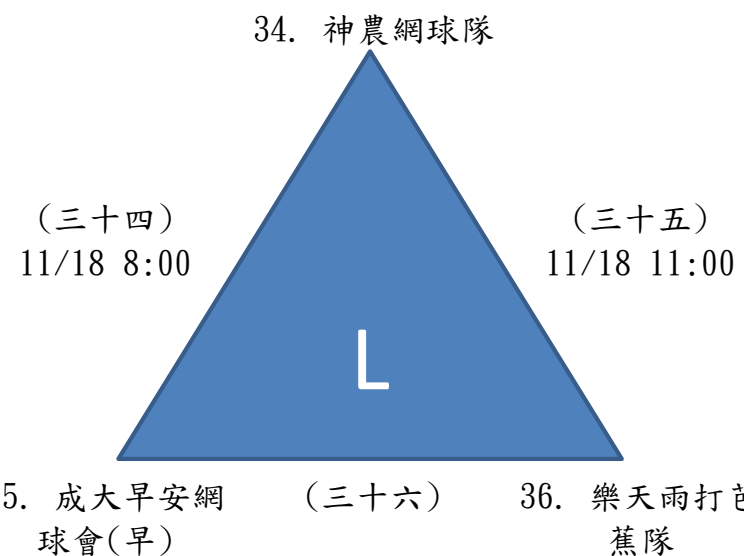 34. 神農網球隊
(三十四)
11/18 8:00
(三十五)
11/18 11:00
L
5. 成大早安網
球會(早)
(三十六)
36. 樂天雨打芭
蕉隊